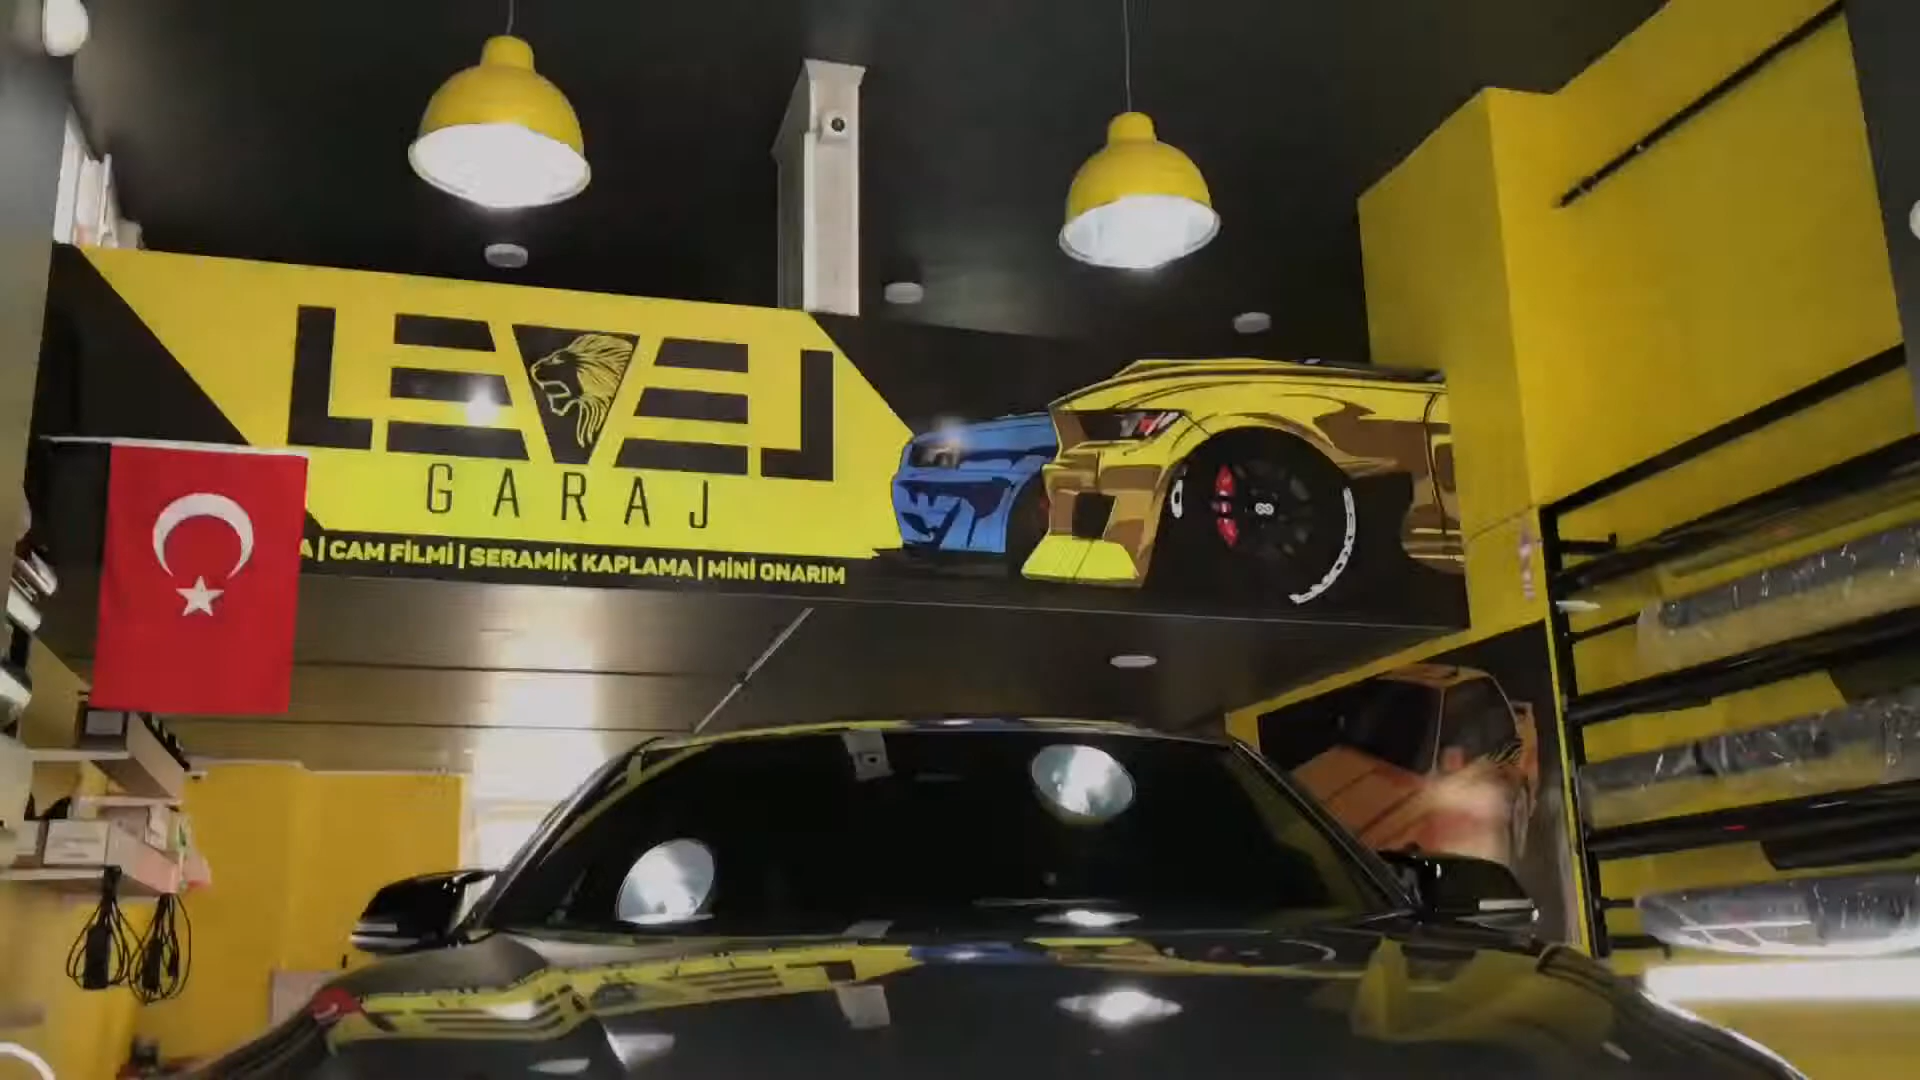 LEVEL
GARAJ
| CAM FİLMİ | SERAMİK KAPLAMA | MİNİ ONARIM